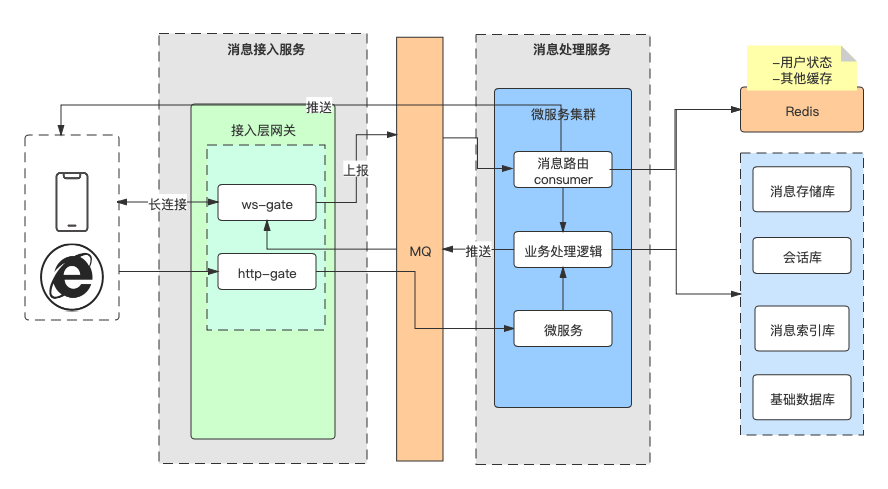 消息接入服务
消息处理服务
-用户状态
-其他缓存
Redis
推送
微服务集群
接入层网关
消息路由
consumer
上报
长连接
ws-gate
消息存储库
MQ
推送
业务处理逻辑
会话库
http-gate
微服务
消息索引库
基础数据库